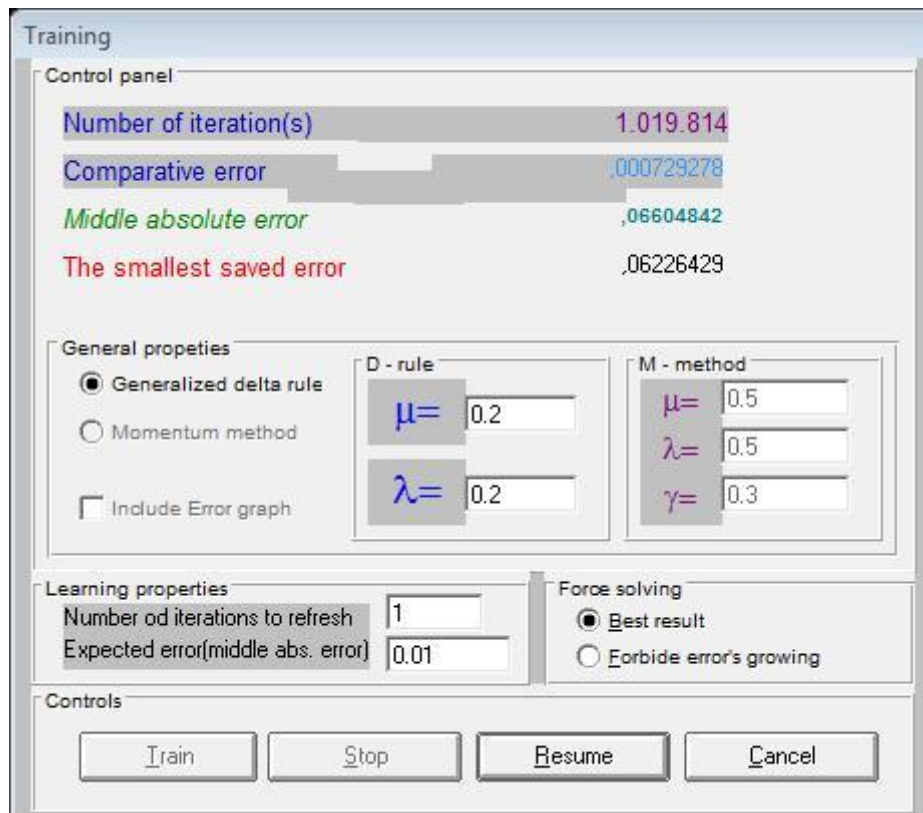 Training
Control panel
Number of iteration(s) 1.019.814
Comparative error ,000729278
Middle absolute error ,06604842
The smallest saved error ,06226429
General propeties
Generalized delta rule
Momentum method
Include Error graph
D - rule
μ= 0.2
λ= 0.2
M - method
μ= 0.5
λ= 0.5
γ= 0.3
Learning properties
Number od iterations to refresh 1
Expected error(middle abs. error) 0.01
Force solving
Best result
Forbide error's growing
Controls
Train Stop Resume Cancel